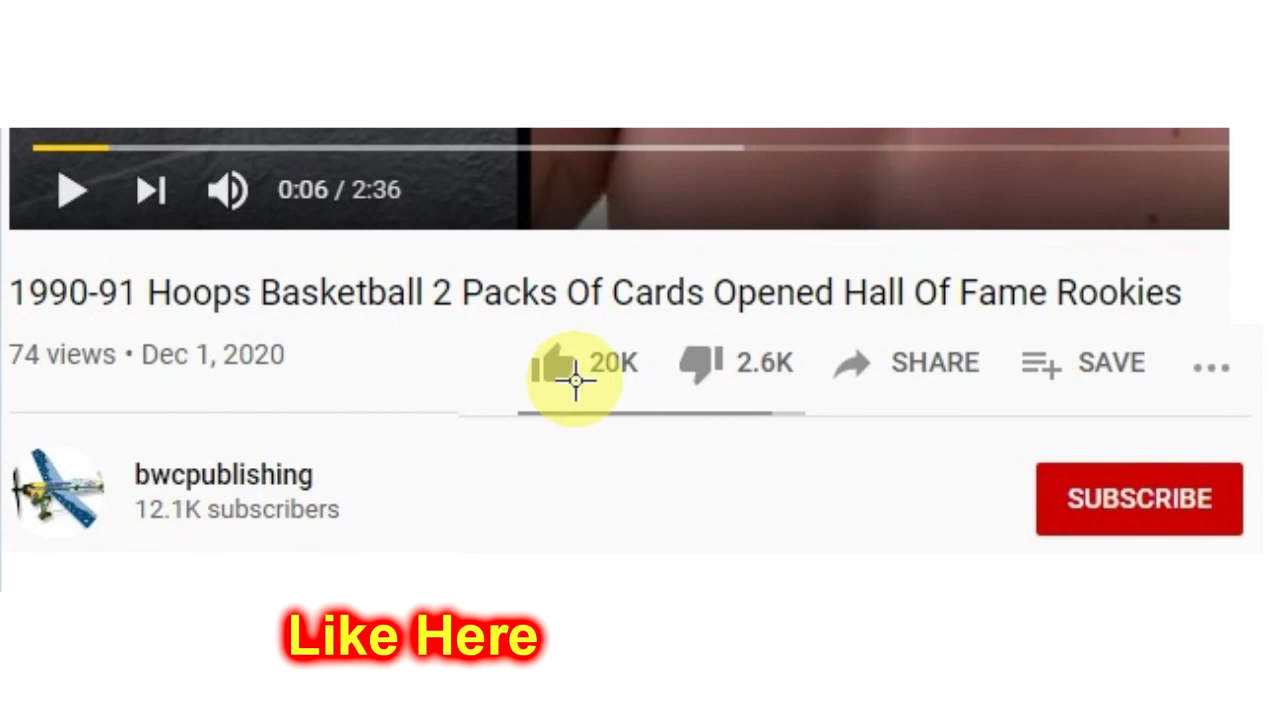 0:06 / 2:36
1990-91 Hoops Basketball 2 Packs Of Cards Opened Hall Of Fame Rookies
74 views • Dec 1, 2020
20K 2.6K SHARE SAVE
bwcpublishing
12.1K subscribers
SUBSCRIBE
Like Here